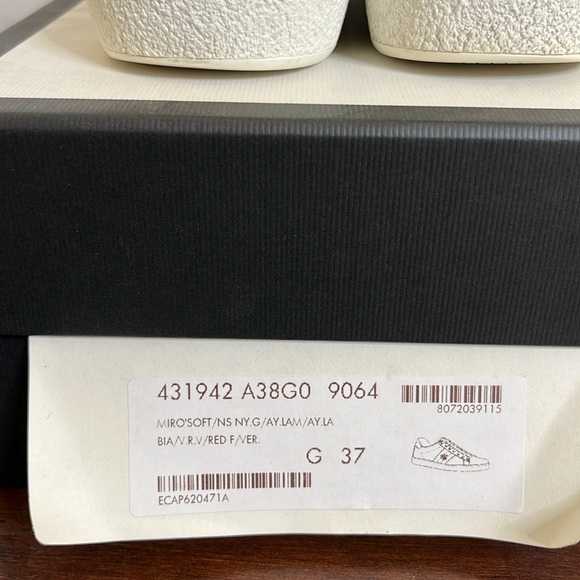 431942 A38G0 9064
8072039115
MIRO'SOFT/NS NY.G/AY.LAM/AY.LA
BIA/V.R.V/RED F/VER.
G 37
ECAP620471A